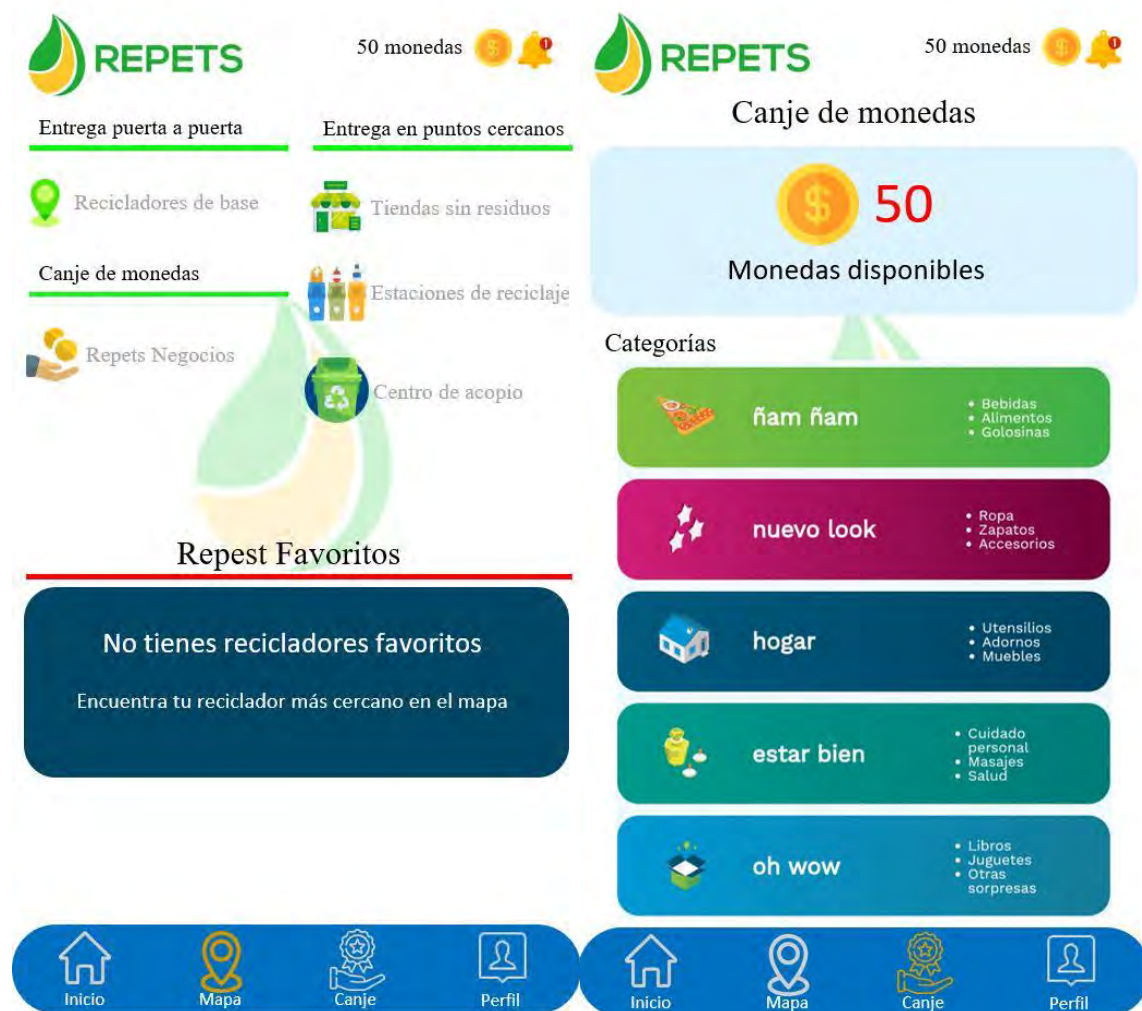 REPETS
50 monedas
1
Entrega puerta a puerta
Recicladores de base
Canje de monedas
Repets Negocios
Entrega en puntos cercanos
Tiendas sin residuos
Estaciones de reciclaje
Centro de acopio
Repest Favoritos
No tienes recicladores favoritos
Encuentra tu reciclador más cercano en el mapa
Inicio
Mapa
Canje
Perfil
REPETS
50 monedas
1
Canje de monedas
$ 50
Monedas disponibles
Categorías
ñam ñam
• Bebidas
• Alimentos
• Golosinas
nuevo look
• Ropa
• Zapatos
• Accesorios
hogar
• Utensilios
• Adornos
• Muebles
estar bien
• Cuidado
personal
• Masajes
• Salud
oh wow
• Libros
• Juguetes
• Otras
sorpresas
Inicio
Mapa
Canje
Perfil